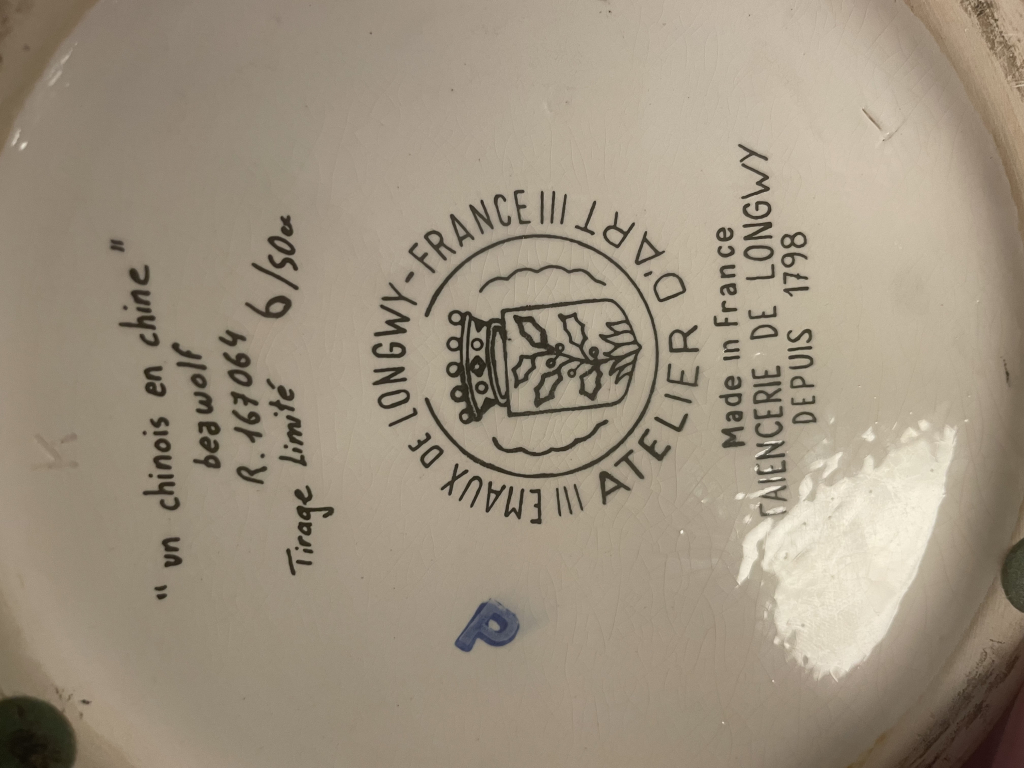 " un chinois en chine "
beawolf
R. 167064
Tirage Limité 6/50ex
EMAUX DE LONGWY - FRANCE
ATELIER D'ART
P
Made in France
FAIENCERIE DE LONGWY
DEPUIS 1798
K